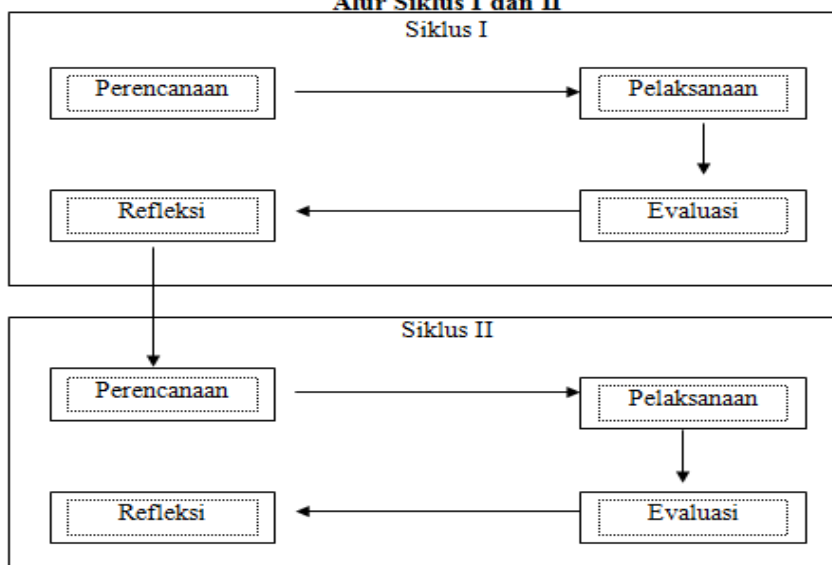 Alur Siklus I dan II
Siklus I
Perencanaan
Pelaksanaan
Refleksi
Evaluasi
Siklus II
Perencanaan
Pelaksanaan
Refleksi
Evaluasi